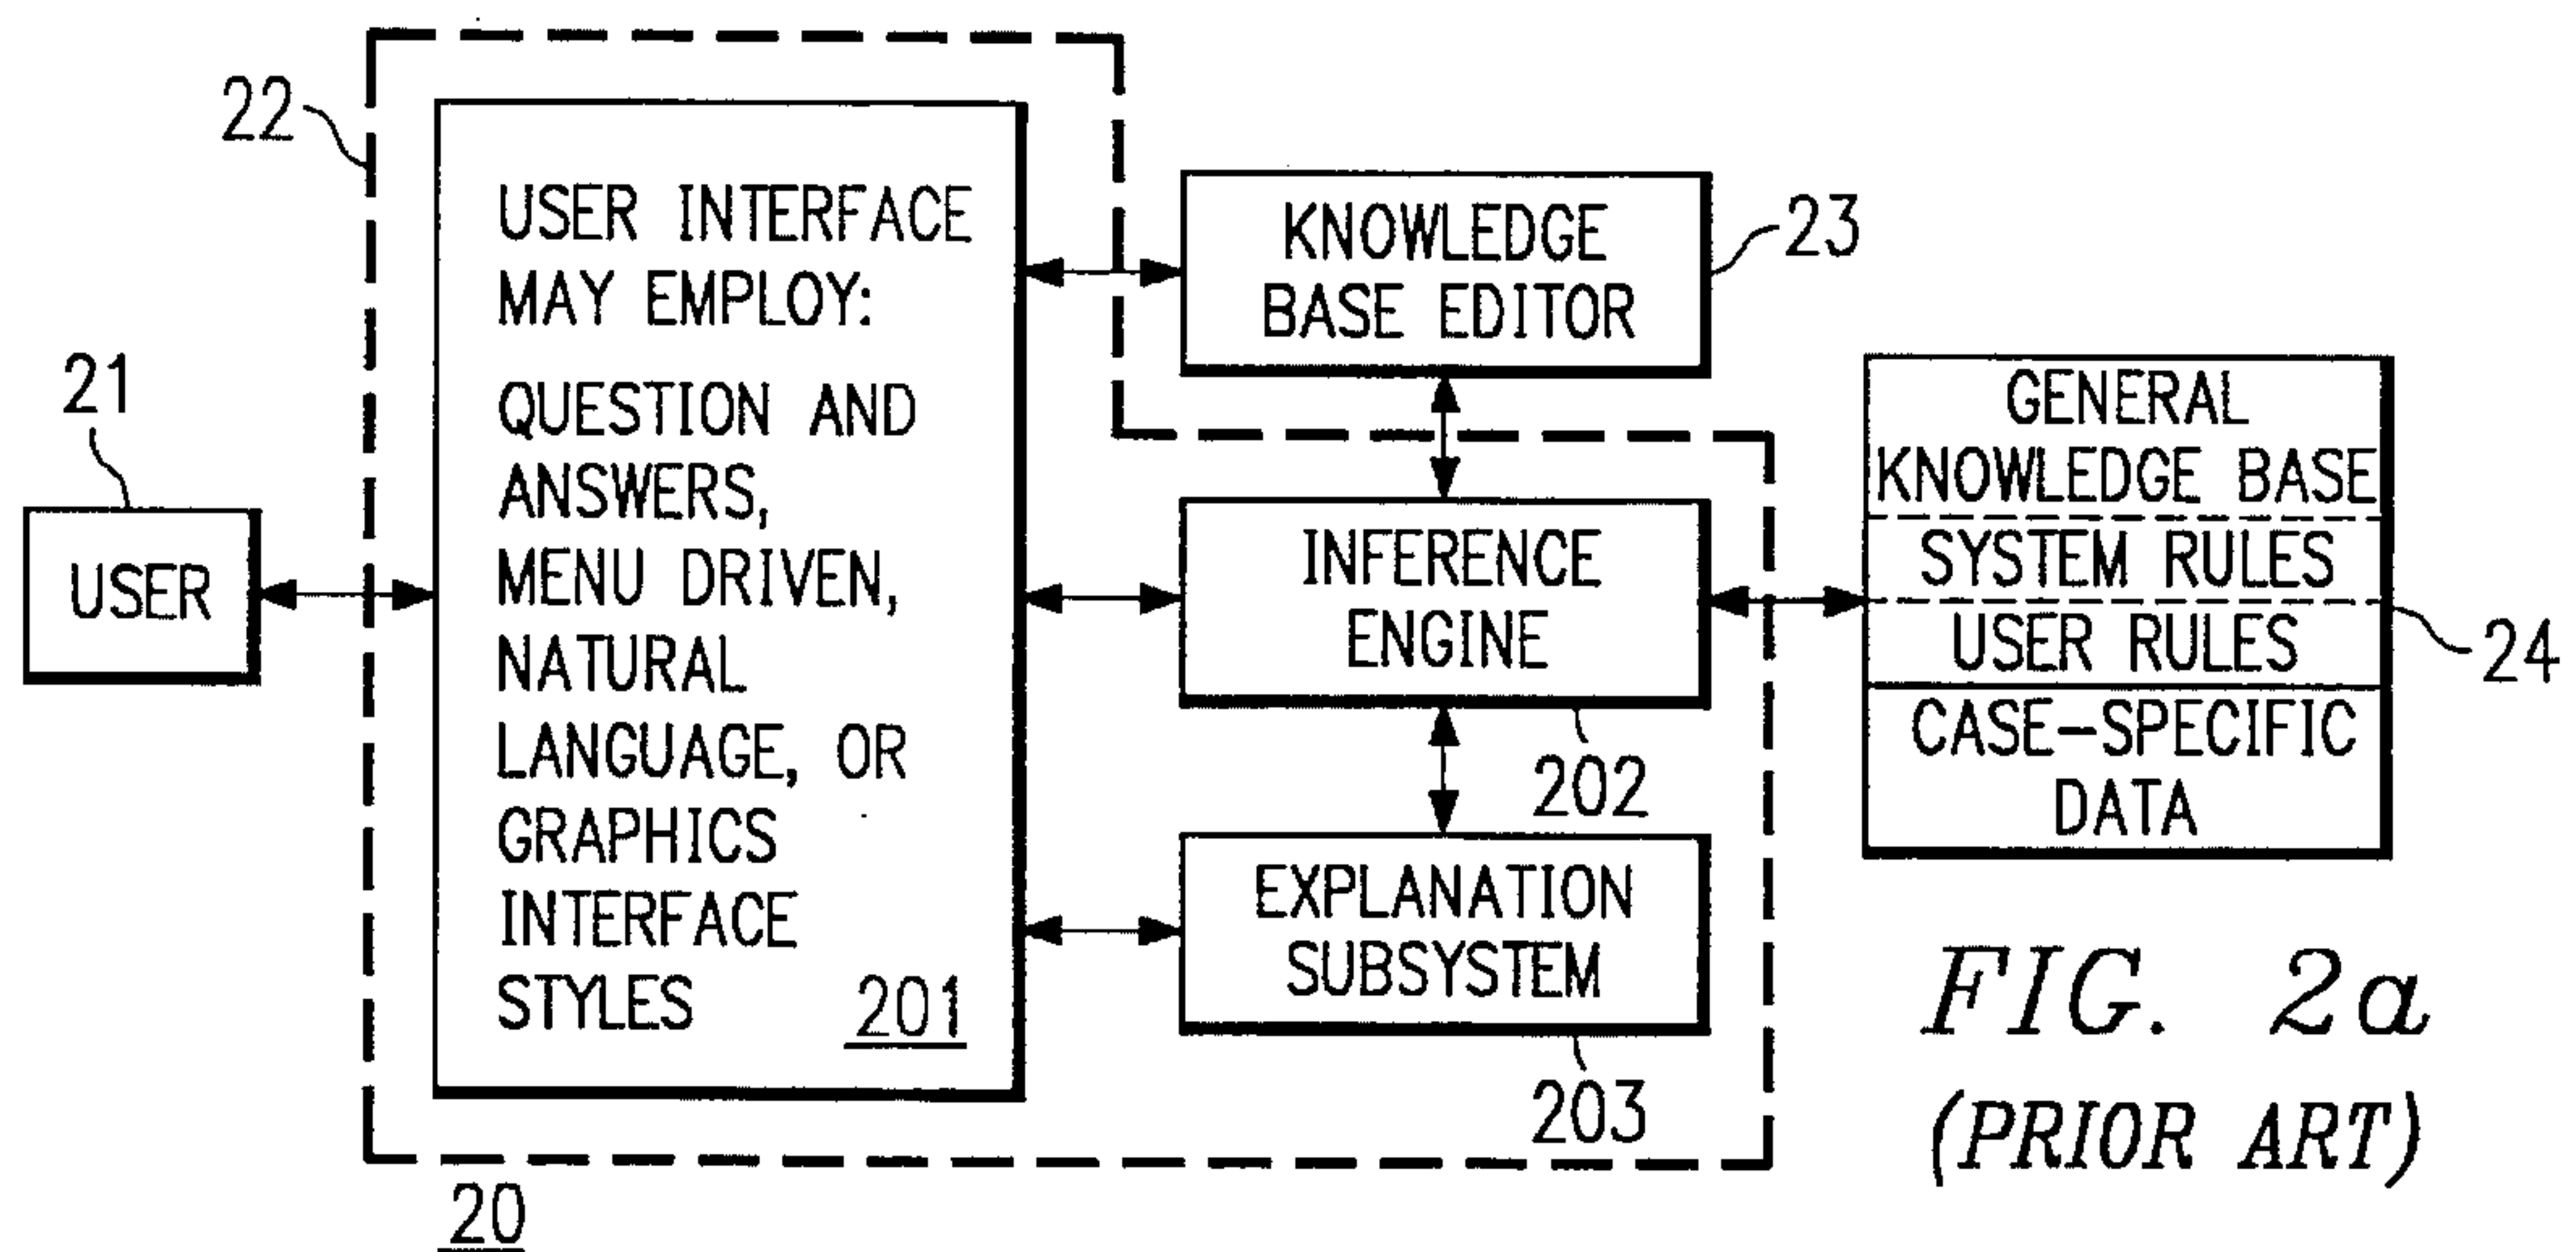 22
USER INTERFACE
MAY EMPLOY:
QUESTION AND
ANSWERS,
MENU DRIVEN,
NATURAL
LANGUAGE, OR
GRAPHICS
INTERFACE
STYLES
201
21
USER
KNOWLEDGE
BASE EDITOR
23
INFERENCE
ENGINE
202
EXPLANATION
SUBSYSTEM
203
GENERAL
KNOWLEDGE BASE
SYSTEM RULES
USER RULES
CASE-SPECIFIC
DATA
24
20
FIG. 2a
(PRIOR ART)